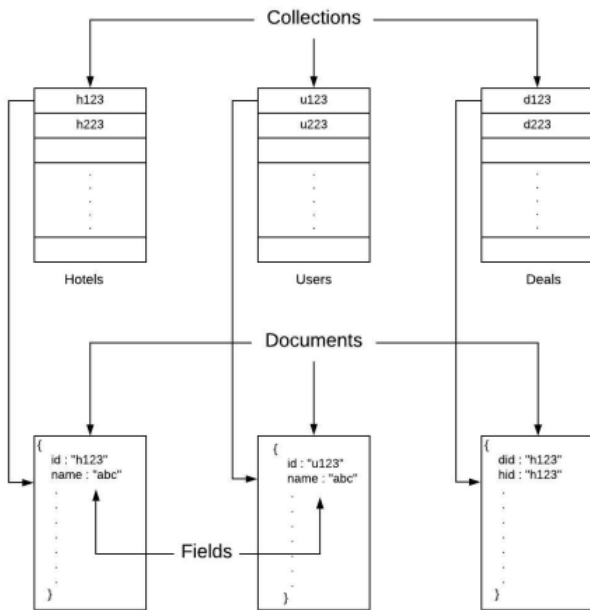 Collections
h123
h223
Hotels
u123
u223
Users
d123
d223
Deals
Documents
{
id : "h123"
name : "abc"
.
.
.
.
.
.
.
}
{
id : "u123"
name : "abc"
.
.
.
.
.
.
.
}
{
did : "h123"
hid : "h123"
.
.
.
.
.
.
.
}
Fields